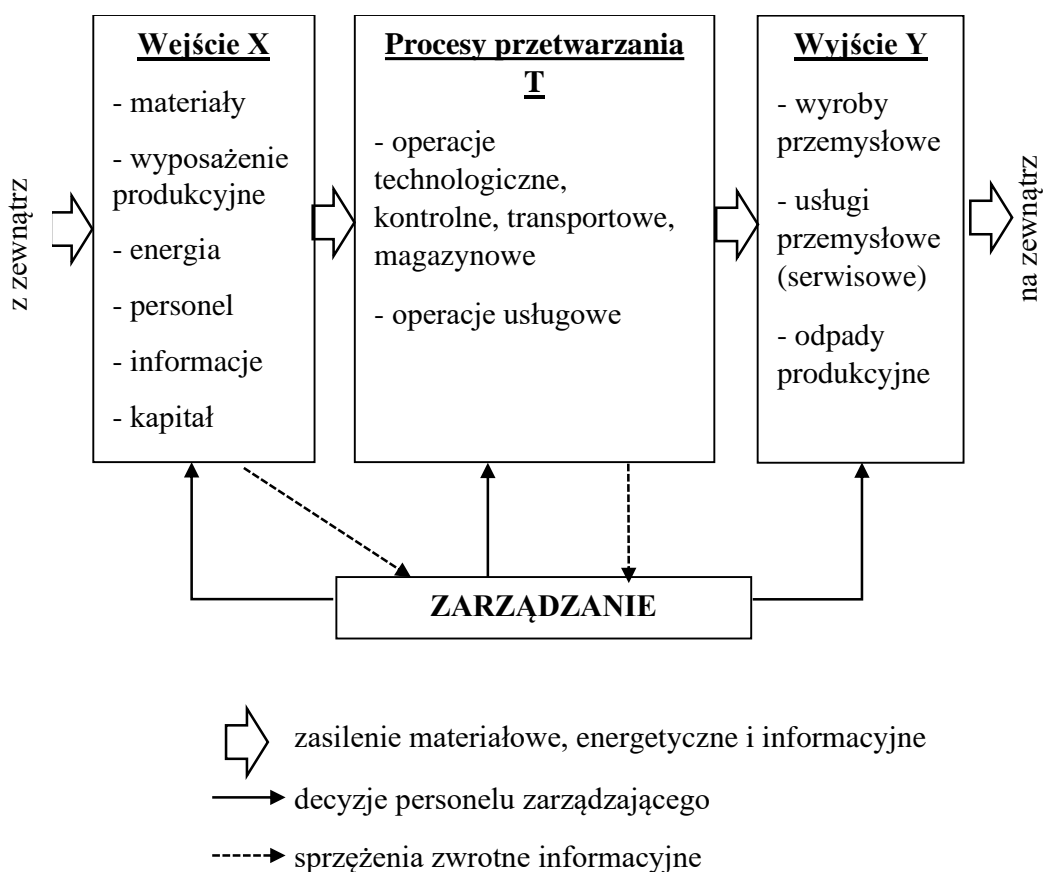 z zewnątrz
Wejście X
- materiały
- wyposażenie
produkcyjne
- energia
- personel
- informacje
- kapitał
Procesy przetwarzania
T
- operacje
technologiczne,
kontrolne, transportowe,
magazynowe
- operacje usługowe
Wyjście Y
- wyroby
przemysłowe
- usługi
przemysłowe
(serwisowe)
- odpady
produkcyjne
na zewnątrz
ZARZĄDZANIE
zasilenie materiałowe, energetyczne i informacyjne
decyzje personelu zarządzającego
sprzężenia zwrotne informacyjne